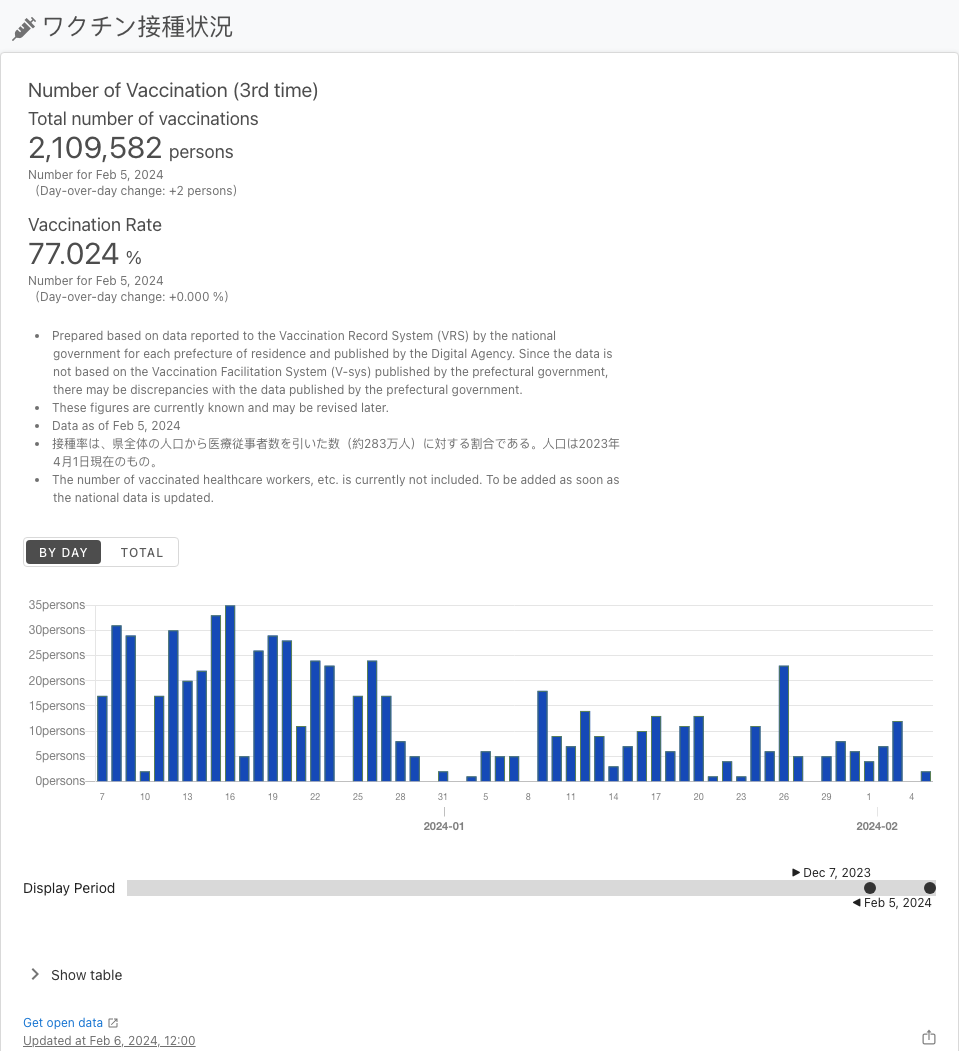 ワクチン接種状況
Number of Vaccination (3rd time)
Total number of vaccinations
2,109,582 persons
Number for Feb 5, 2024
(Day-over-day change: +2 persons)
Vaccination Rate
77.024 %
Number for Feb 5, 2024
(Day-over-day change: +0.000 %)
• Prepared based on data reported to the Vaccination Record System (VRS) by the national
government for each prefecture of residence and published by the Digital Agency. Since the data is
not based on the Vaccination Facilitation System (V-sys) published by the prefectural government,
there may be discrepancies with the data published by the prefectural government.
• These figures are currently known and may be revised later.
• Data as of Feb 5, 2024
• 接種率は、県全体の人口から医療従事者数を引いた数（約283万人）に対する割合である。人口は2023年
4月1日現在のもの。
• The number of vaccinated healthcare workers, etc. is currently not included. To be added as soon as
the national data is updated.
BY DAY TOTAL
35persons
30persons
25persons
20persons
15persons
10persons
5persons
0persons
7 10 13 16 19 22 25 28 31 5 8 11 14 17 20 23 26 29 1 4
2024-01 2024-02
Dec 7, 2023
Display Period
Feb 5, 2024
Show table
Get open data
Updated at Feb 6, 2024, 12:00